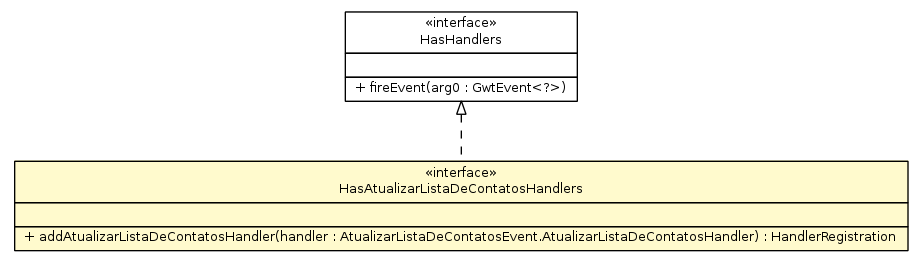 «interface»
HasHandlers
+ fireEvent(arg0 : GwtEvent<?>)
«interface»
HasAtualizarListaDeContatosHandlers
+ addAtualizarListaDeContatosHandler(handler : AtualizarListaDeContatosEvent.AtualizarListaDeContatosHandler) : HandlerRegistration